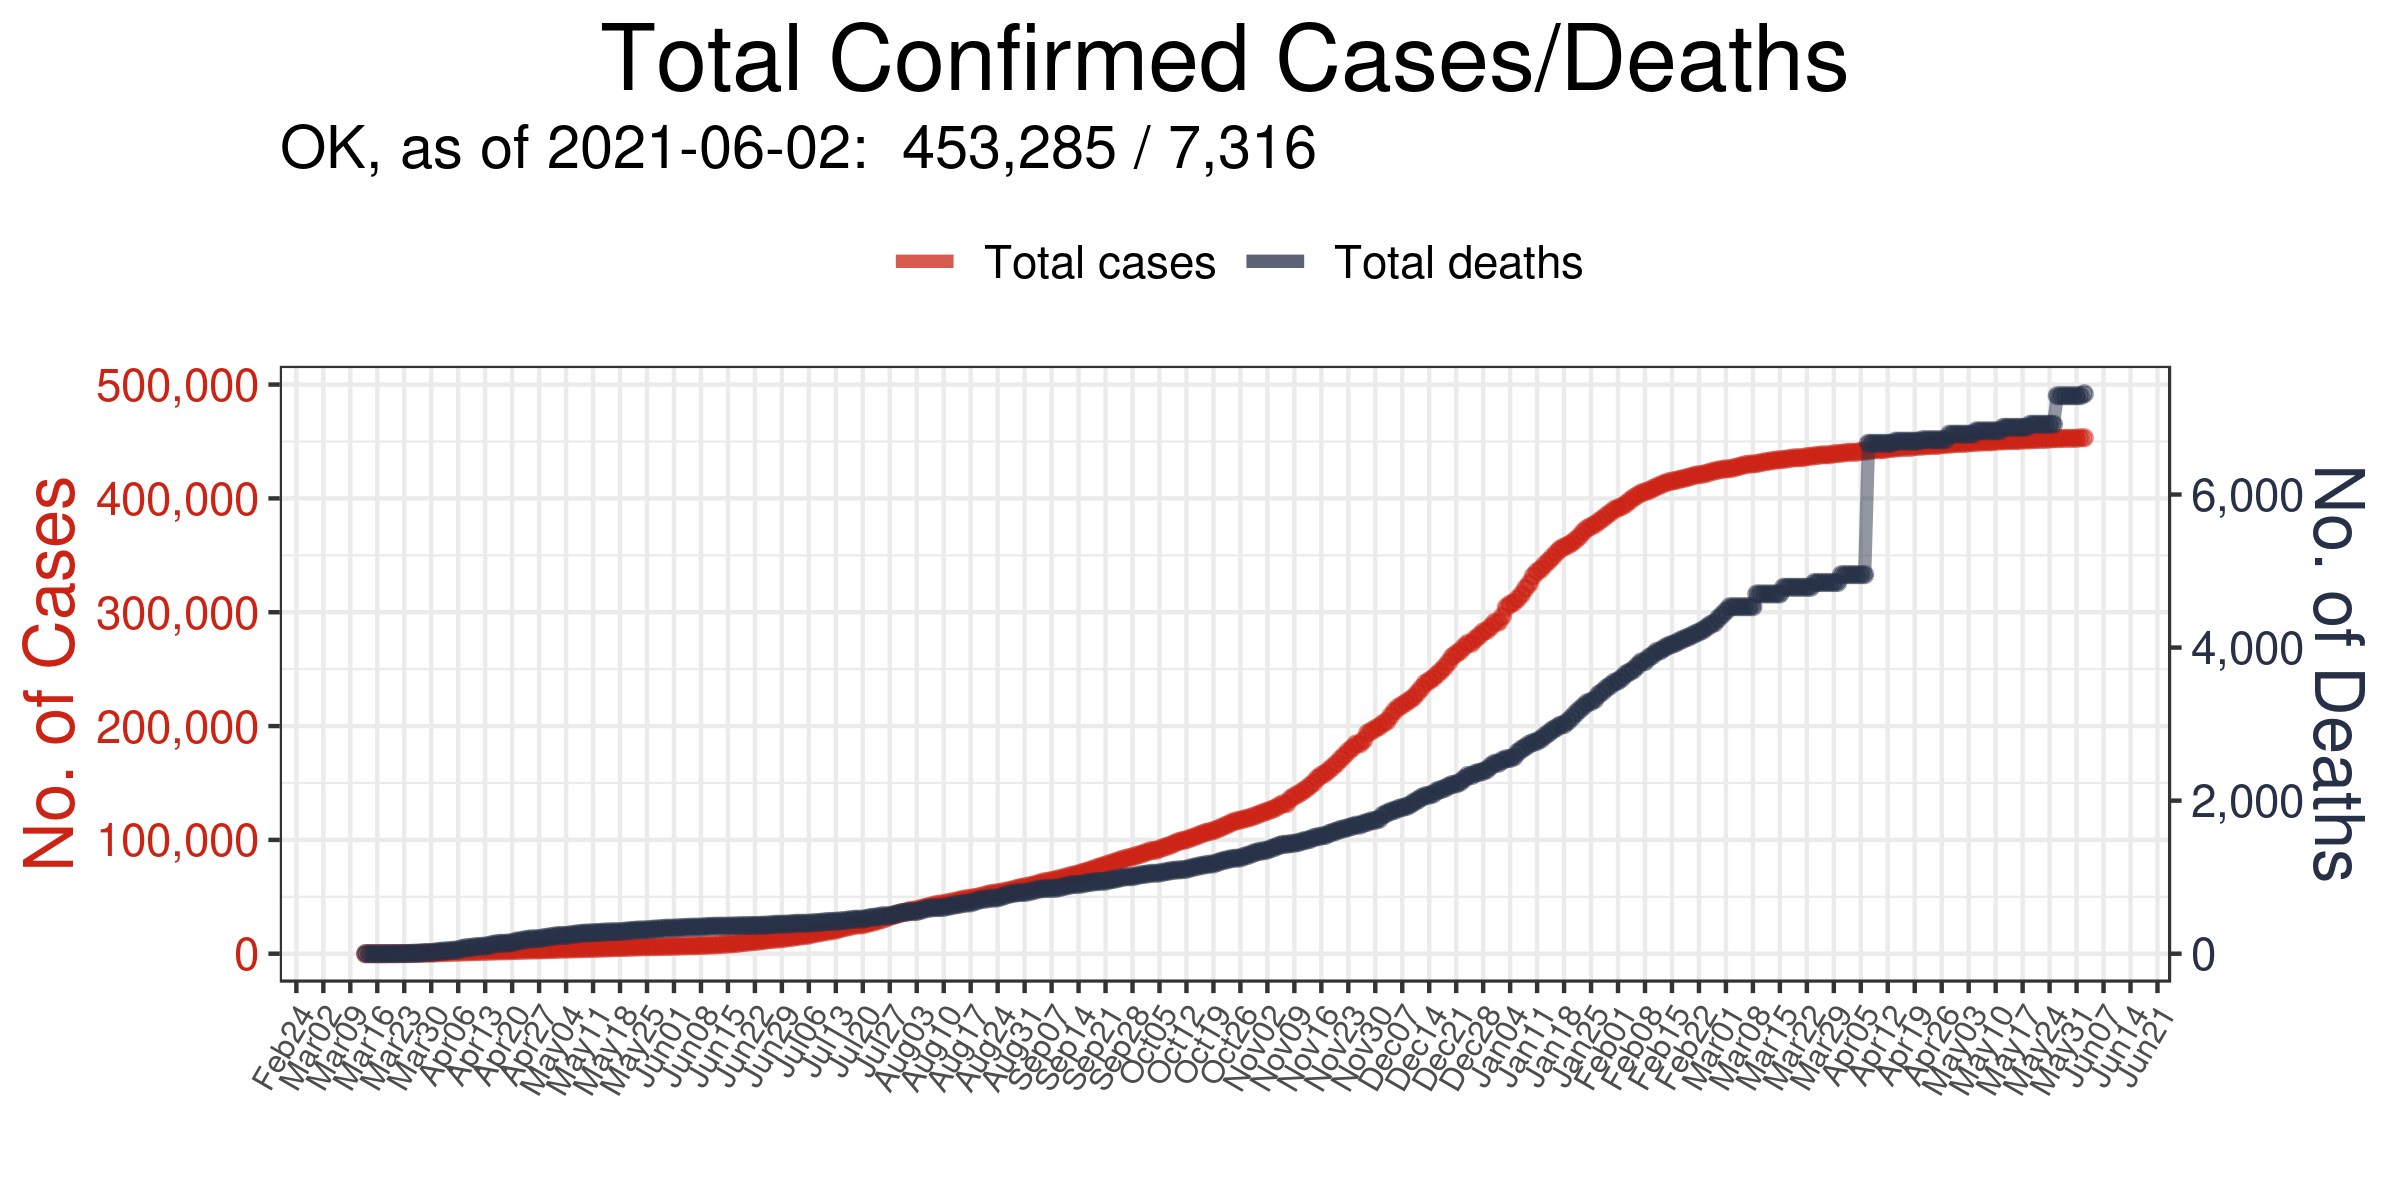 Total Confirmed Cases/Deaths
OK, as of 2021-06-02:  453,285 / 7,316
Total cases
Total deaths
No. of Cases
500,000
400,000
300,000
200,000
100,000
0
6,000
4,000
2,000
0
No. of Deaths
Feb24
Mar02
Mar09
Mar16
Mar23
Mar30
Apr06
Apr13
Apr20
Apr27
May04
May11
May18
May25
Jun01
Jun08
Jun15
Jun22
Jun29
Jul06
Jul13
Jul20
Jul27
Aug03
Aug10
Aug17
Aug24
Aug31
Sep07
Sep14
Sep21
Sep28
Oct05
Oct12
Oct19
Oct26
Nov02
Nov09
Nov16
Nov23
Nov30
Dec07
Dec14
Dec21
Dec28
Jan04
Jan11
Jan18
Jan25
Feb01
Feb08
Feb15
Feb22
Mar01
Mar08
Mar15
Mar22
Mar29
Apr05
Apr12
Apr19
Apr26
May03
May10
May17
May24
May31
Jun07
Jun14
Jun21